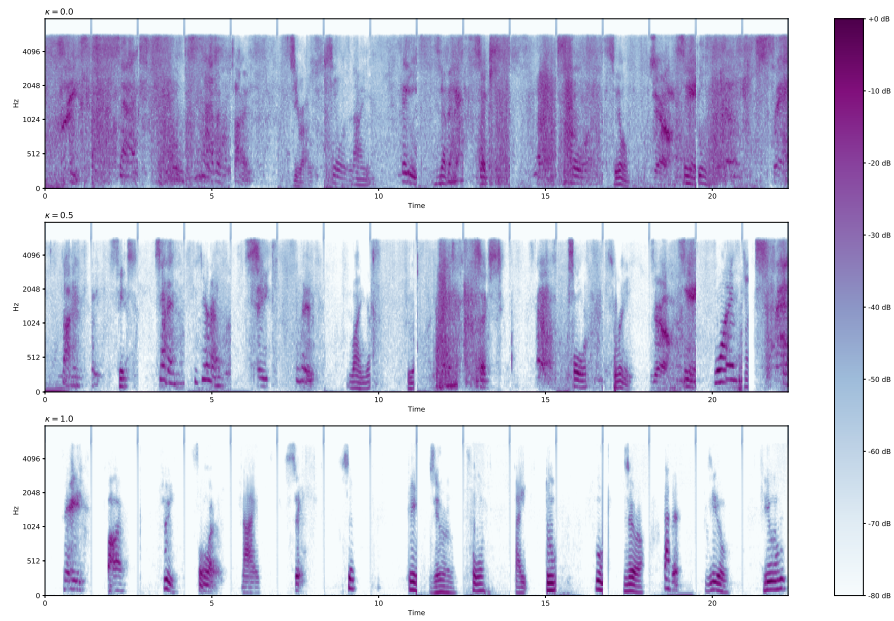 κ = 0.0
Hz
4096
2048
1024
512
0
0 5 10 15 20
Time
κ = 0.5
Hz
4096
2048
1024
512
0
0 5 10 15 20
Time
κ = 1.0
Hz
4096
2048
1024
512
0
0 5 10 15 20
Time
+0 dB
-10 dB
-20 dB
-30 dB
-40 dB
-50 dB
-60 dB
-70 dB
-80 dB